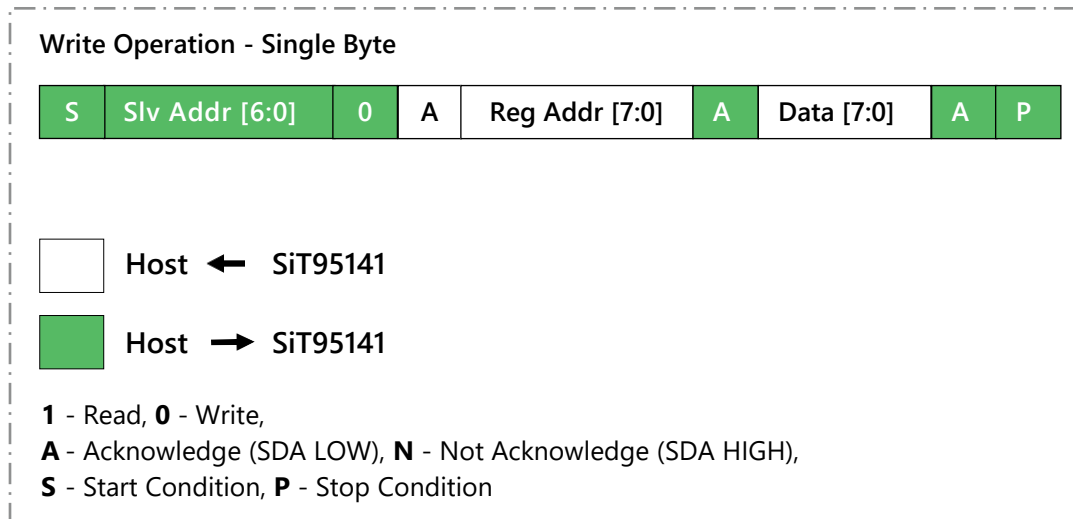 Write Operation - Single Byte
S Slv Addr [6:0] 0 A Reg Addr [7:0] A Data [7:0] A P
Host ← SiT95141
Host → SiT95141
1 - Read, 0 - Write,
A - Acknowledge (SDA LOW), N - Not Acknowledge (SDA HIGH),
S - Start Condition, P - Stop Condition